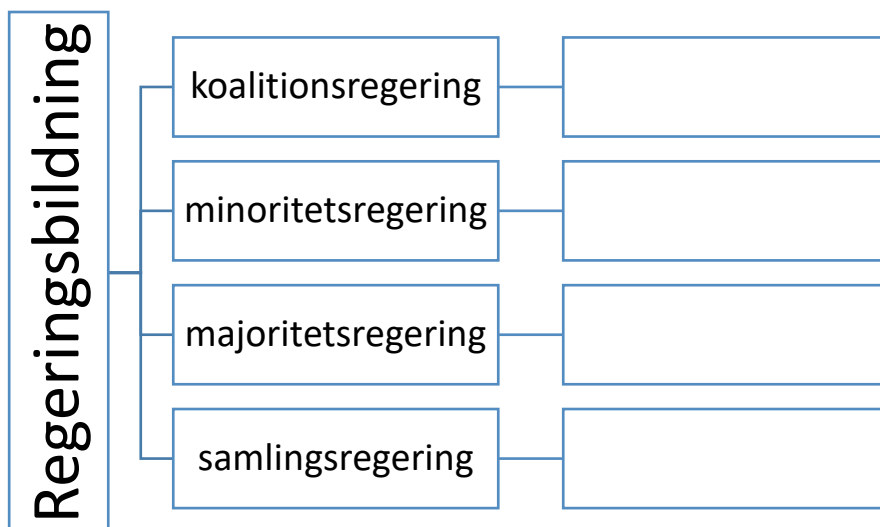 Regeringsbildning
koalitionsregering
minoritetsregering
majoritetsregering
samlingsregering